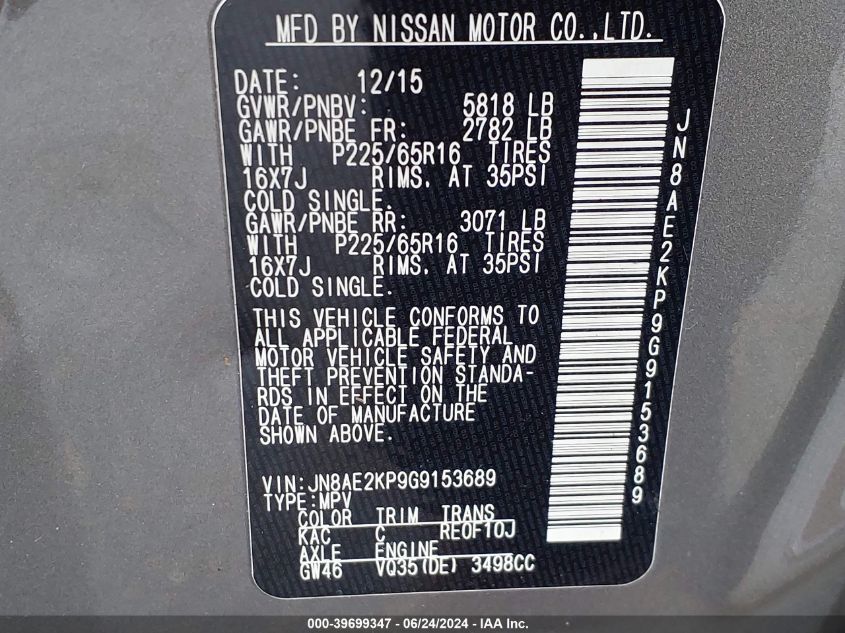 MFD BY NISSAN MOTOR CO.,LTD.
DATE: 12/15
GVWR/PNBV: 5818 LB
GAWR/PNBE FR: 2782 LB
WITH P225/65R16 TIRES
16X7J RIMS. AT 35PSI
COLD SINGLE.
GAWR/PNBE RR: 3071 LB
WITH P225/65R16 TIRES
16X7J RIMS. AT 35PSI
COLD SINGLE.
THIS VEHICLE CONFORMS TO
ALL APPLICABLE FEDERAL
MOTOR VEHICLE SAFETY AND
THEFT PREVENTION STANDA-
RDS IN EFFECT ON THE
DATE OF MANUFACTURE
SHOWN ABOVE.
VIN:JN8AE2KP9G9153689
TYPE:MPV
COLOR TRIM TRANS
KAC C RE0F10J
AXLE ENGINE
GW46 VQ35(DE) 3498CC
JN8AE2KP9G9153689
000-39699347 - 06/24/2024 - IAA Inc.